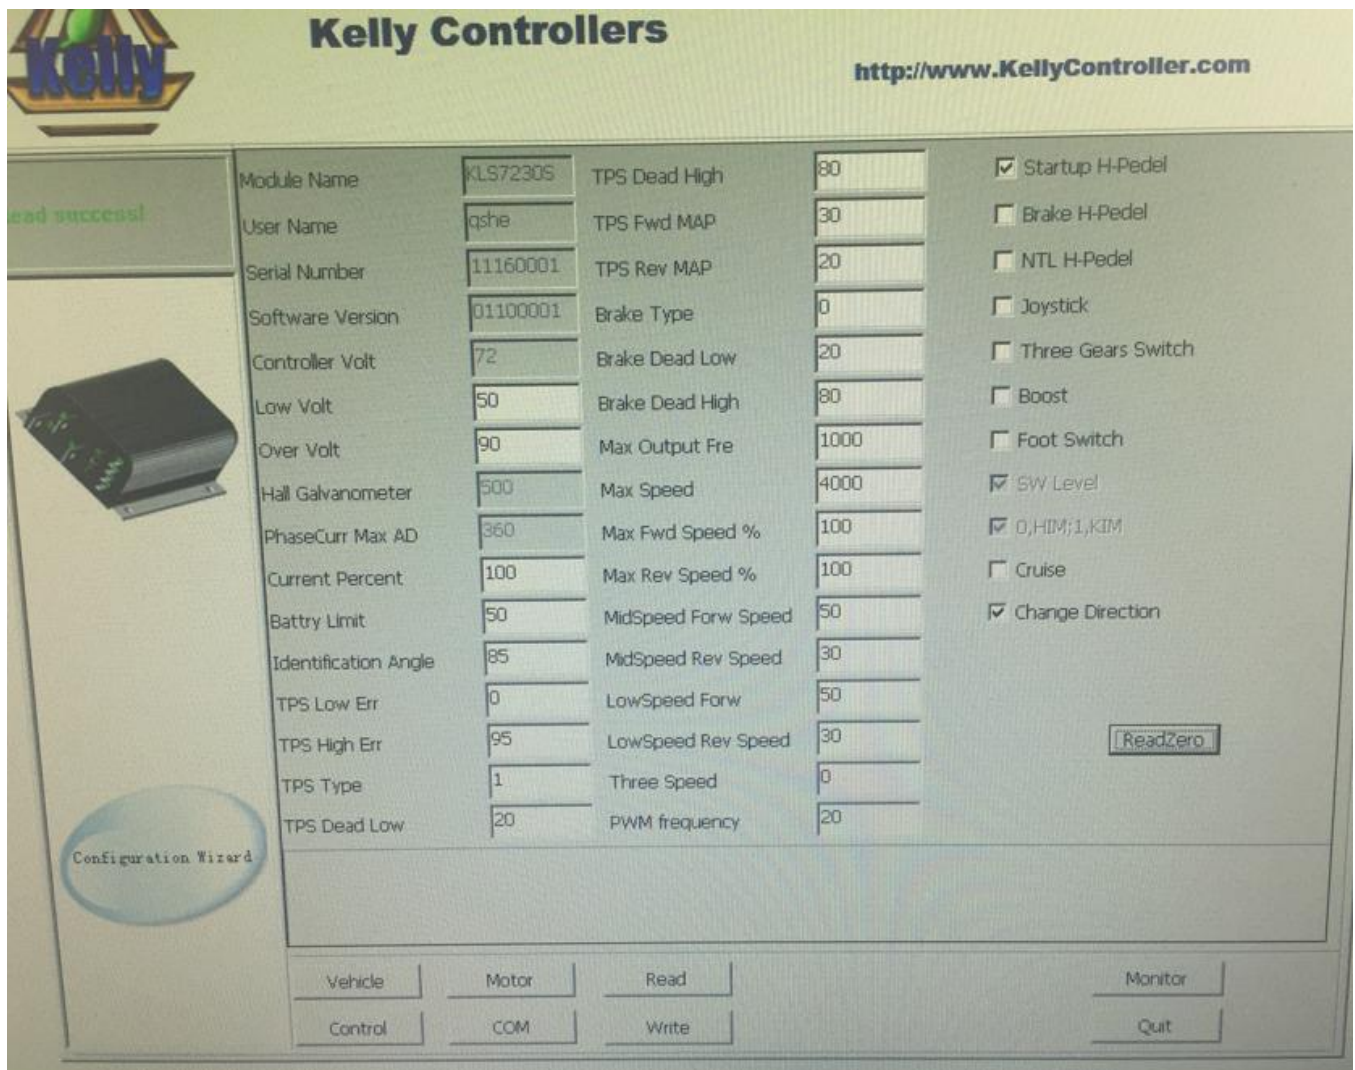 Kelly
Kelly Controllers
http://www.KellyController.com
ead success!
Module Name KLS7230S TPS Dead High 80 Startup H-Pedel
User Name qshe TPS Fwd MAP 30 Brake H-Pedel
Serial Number 11160001 TPS Rev MAP 20 NTL H-Pedel
Software Version 01100001 Brake Type 0 Joystick
Controller Volt 72 Brake Dead Low 20 Three Gears Switch
Low Volt 50 Brake Dead High 80 Boost
Over Volt 90 Max Output Fre 1000 Foot Switch
Hall Galvanometer 500 Max Speed 4000 SW Level
PhaseCurr Max AD 360 Max Fwd Speed % 100 0,HIM;1,KIM
Current Percent 100 Max Rev Speed % 100 Cruise
Battry Limit 50 MidSpeed Forw Speed 50 Change Direction
Identification Angle 85 MidSpeed Rev Speed 30
TPS Low Err 0 LowSpeed Forw 50
TPS High Err 95 LowSpeed Rev Speed 30 ReadZero
TPS Type 1 Three Speed 0
TPS Dead Low 20 PWM frequency 20
Configuration Wizard
Vehicle Motor Read Monitor
Control COM Write Quit